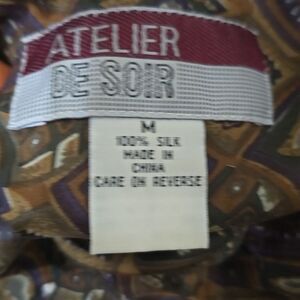 ATELIER
DE SOIR
M
100% SILK
MADE IN
CHINA
CARE ON REVERSE